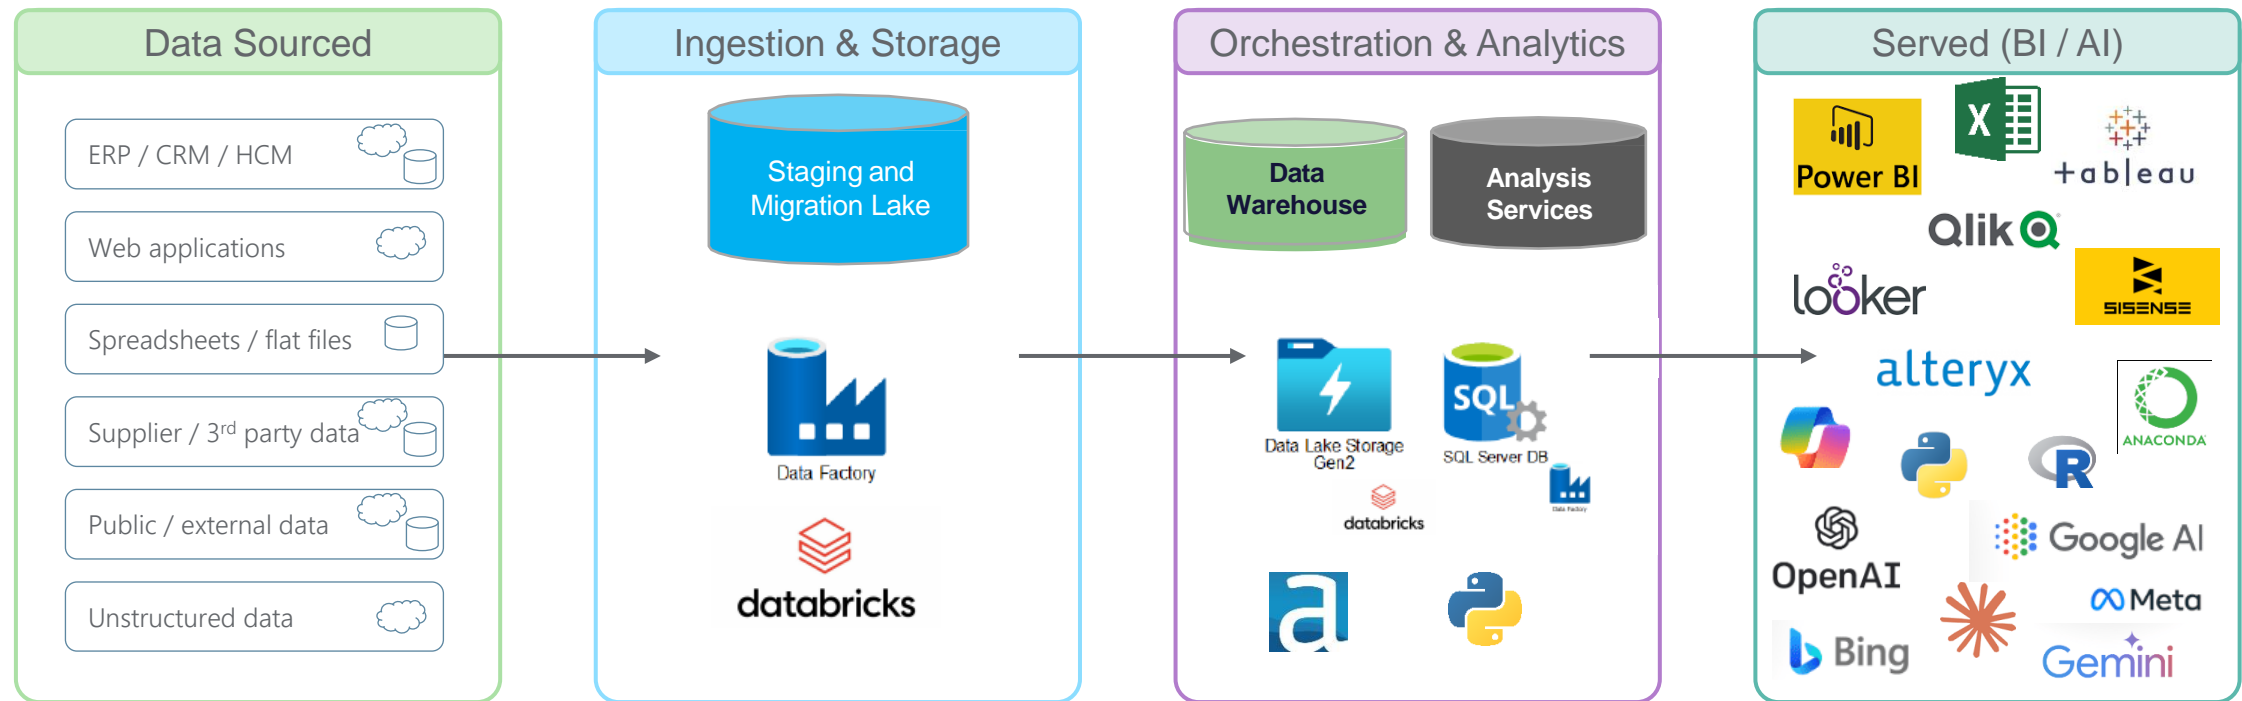 Data Sourced
ERP / CRM / HCM
Web applications
Spreadsheets / flat files
Supplier / 3rd party data
Public / external data
Unstructured data
Ingestion & Storage
Staging and
Migration Lake
Data Factory
databricks
Orchestration & Analytics
Data
Warehouse
Analysis
Services
Data Lake Storage
Gen2
SQL
SQL Server DB
databricks
Data Factory
a
Served (BI / AI)
Power BI
X
+ableau
Qlik
looker
SISENSE
alteryx
ANACONDA
R
OpenAI
Google AI
Meta
Bing
Gemini